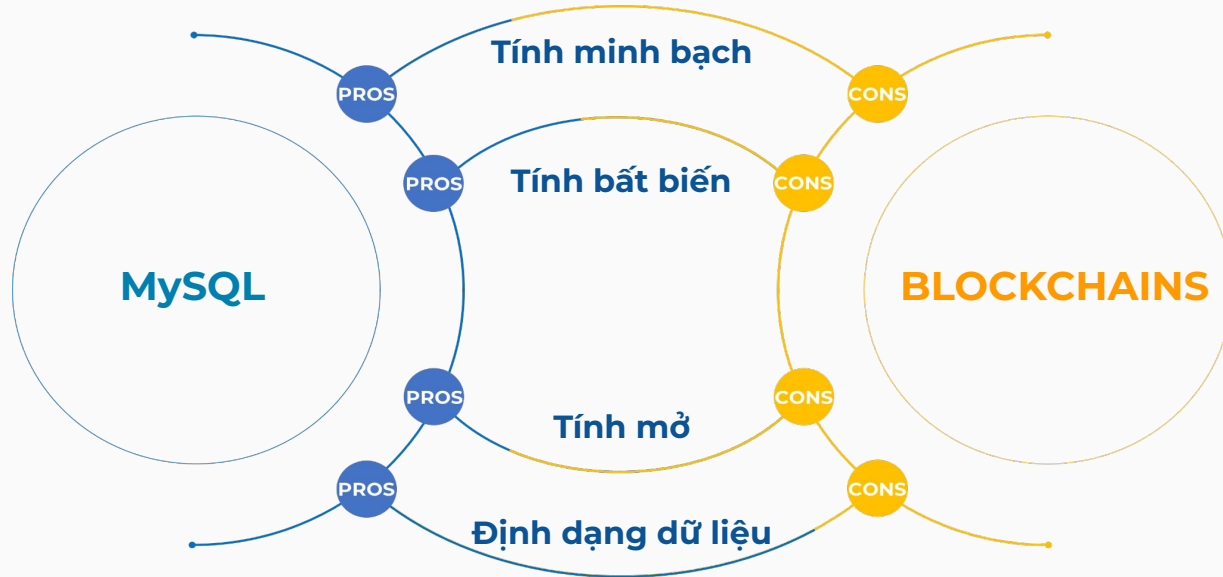 Tính minh bạch
PROS
CONS
PROS
Tính bất biến
CONS
MySQL
BLOCKCHAINS
PROS
CONS
Tính mở
PROS
CONS
Định dạng dữ liệu